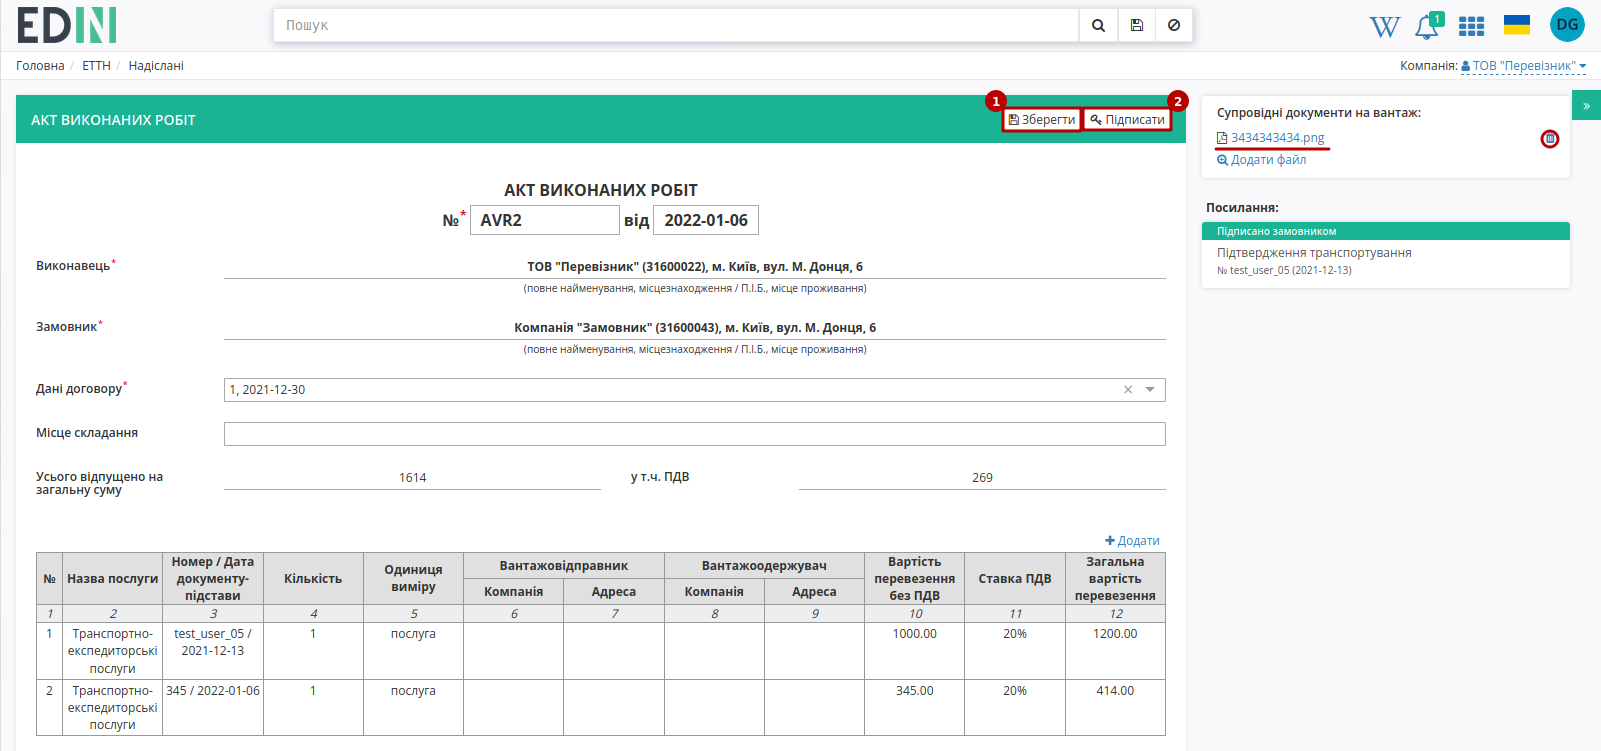 EDIN
Пошук
1
DG
Головна / ЕТТН / Надіслані
Компанія: ТОВ "Перевізник"
АКТ ВИКОНАНИХ РОБІТ
1
Зберегти
2
Підписати
»
Супровідні документи на вантаж:
3434343434.png
Додати файл
Посилання:
Підписано замовником
Підтвердження транспортування
№ test_user_05 (2021-12-13)
АКТ ВИКОНАНИХ РОБІТ
№* AVR2 від 2022-01-06
Виконавець*
ТОВ "Перевізник" (31600022), м. Київ, вул. М. Донця, 6
(повне найменування, місцезнаходження / П.І.Б., місце проживання)
Замовник*
Компанія "Замовник" (31600043), м. Київ, вул. М. Донця, 6
(повне найменування, місцезнаходження / П.І.Б., місце проживання)
Дані договору*
1, 2021-12-30
Місце складання
Усього відпущено на
загальну суму
1614
у т.ч. ПДВ
269
Додати
№
Назва послуги
Номер / Дата
документу-
підстави
Кількість
Одиниця
виміру
Вантажовідправник
Компанія
Адреса
Вантажоодержувач
Компанія
Адреса
Вартість
перевезення
без ПДВ
Ставка ПДВ
Загальна
вартість
перевезення
1 2 3 4 5 6 7 8 9 10 11 12
1
Транспортно-
експедиторські
послуги
test_user_05 /
2021-12-13
1
послуга
1000.00
20%
1200.00
2
Транспортно-
експедиторські
послуги
345 / 2022-01-06
1
послуга
345.00
20%
414.00